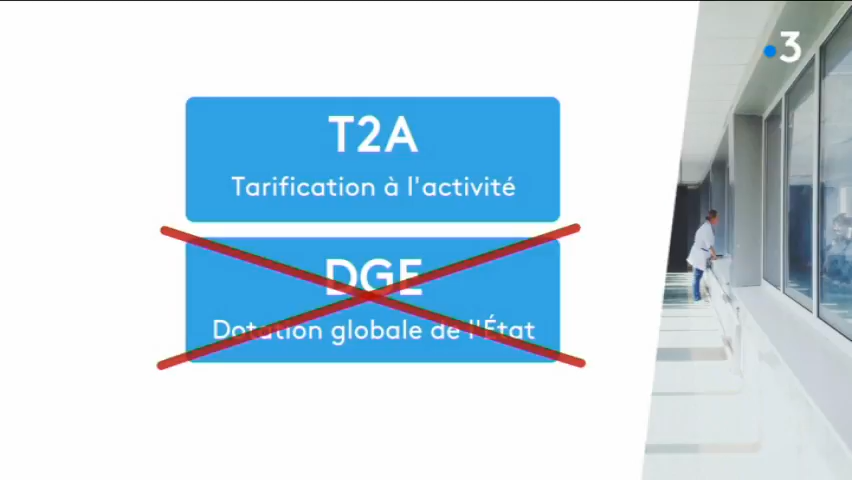 3
T2A
Tarification à l'activité
DGE
Dotation globale de l'État